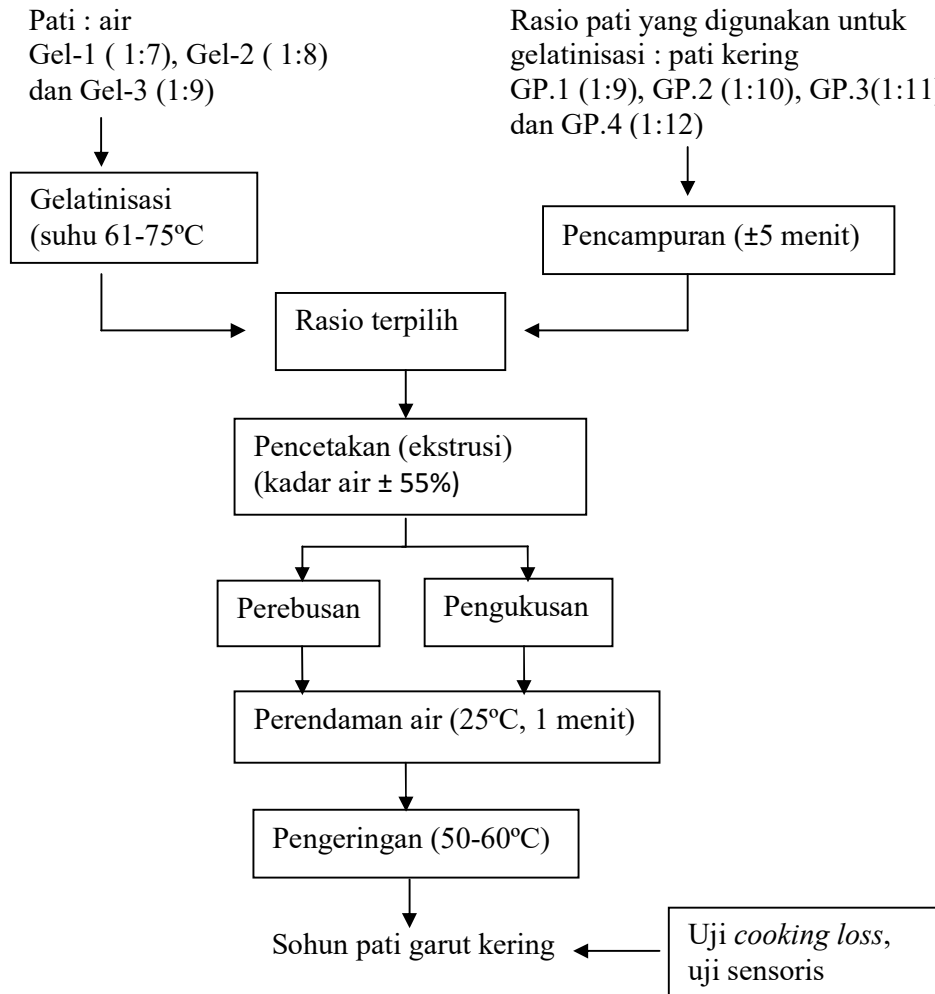 Pati : air
Gel-1 ( 1:7), Gel-2 ( 1:8)
dan Gel-3 (1:9)
Rasio pati yang digunakan untuk
gelatinisasi : pati kering
GP.1 (1:9), GP.2 (1:10), GP.3(1:11
dan GP.4 (1:12)
Gelatinisasi
(suhu 61-75ºC
Pencampuran (±5 menit)
Rasio terpilih
Pencetakan (ekstrusi)
(kadar air ± 55%)
Perebusan
Pengukusan
Perendaman air (25ºC, 1 menit)
Pengeringan (50-60ºC)
Sohun pati garut kering
Uji cooking loss,
uji sensoris